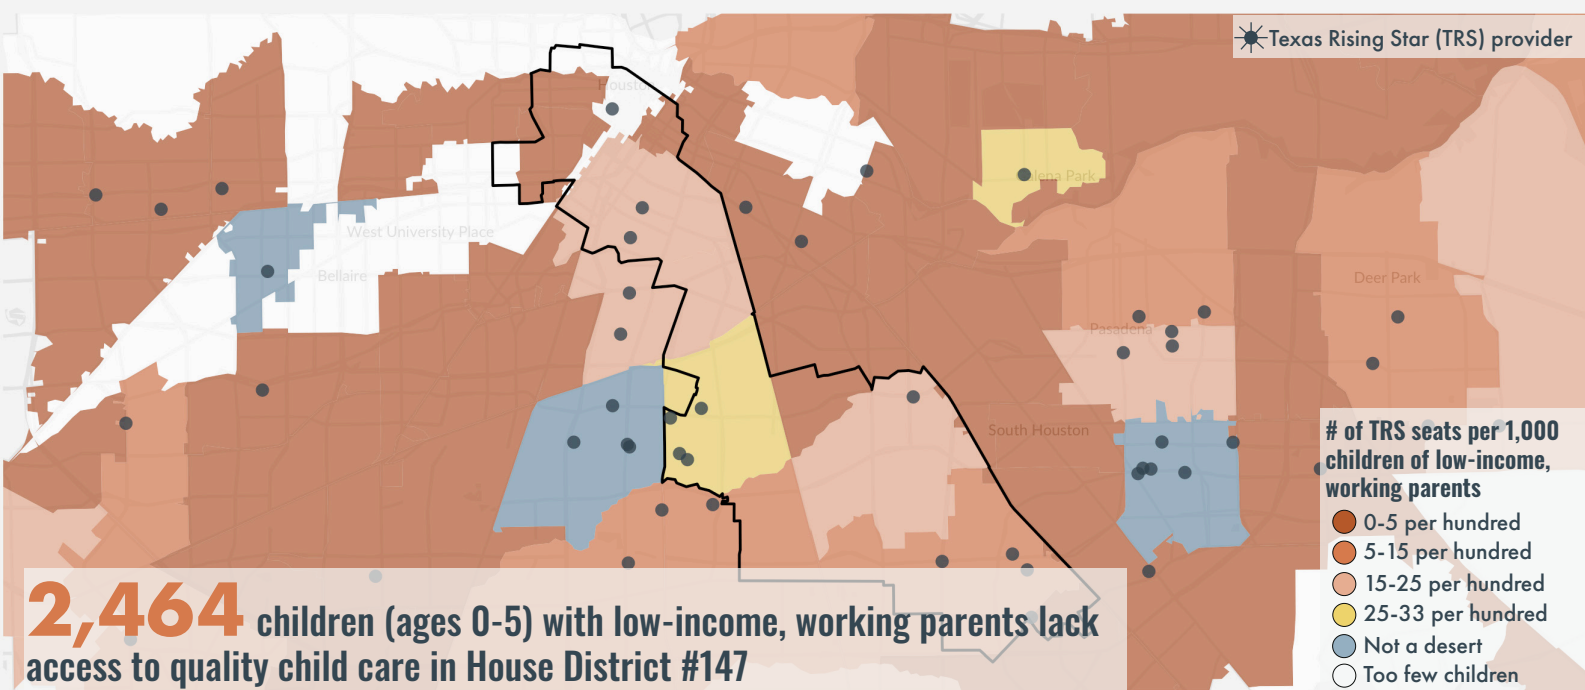 Texas Rising Star (TRS) provider
Houston
Galena Park
West University Place
Bellaire
Deer Park
Pasadena
South Houston
# of TRS seats per 1,000
children of low-income,
working parents
0-5 per hundred
5-15 per hundred
15-25 per hundred
25-33 per hundred
Not a desert
Too few children
2,464 children (ages 0-5) with low-income, working parents lack
access to quality child care in House District #147